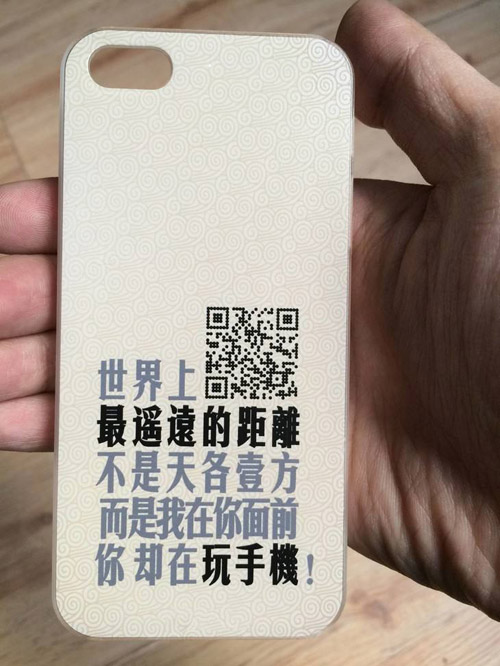 世界上
最遥遠的距離
不是天各壹方
而是我在你面前
你却在玩手機!